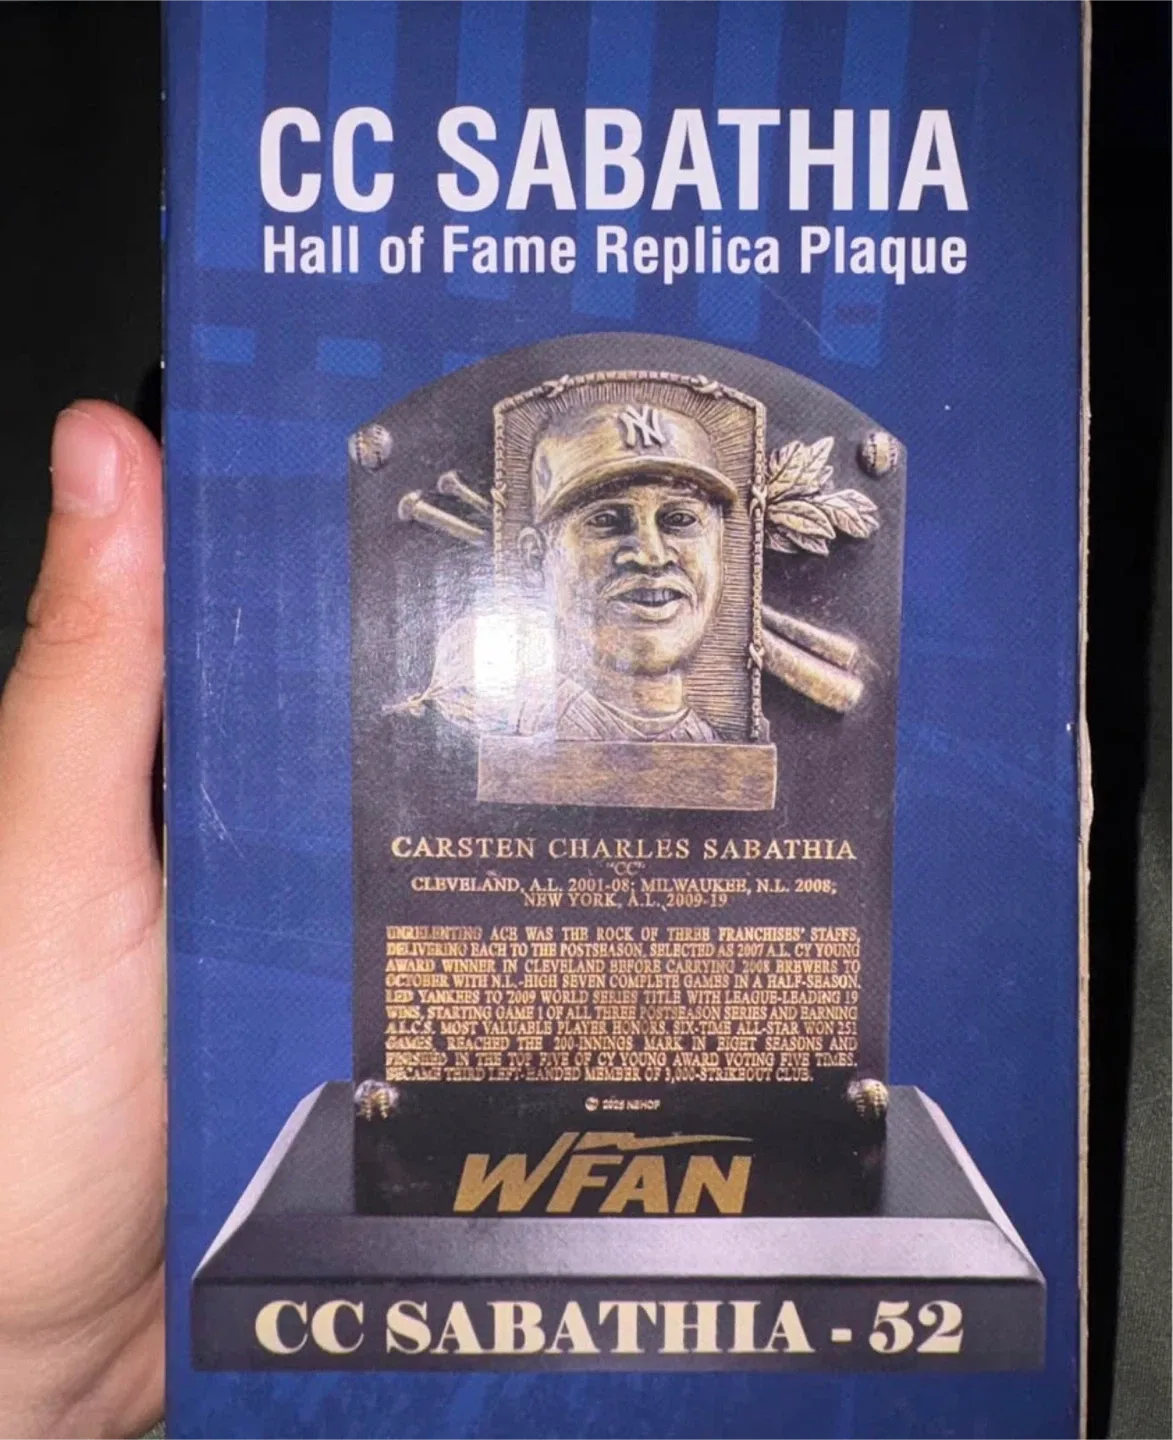 CC SABATHIA
Hall of Fame Replica Plaque
NY
CARSTEN CHARLES SABATHIA
"CC"
CLEVELAND, A.L. 2001-08; MILWAUKEE, N.L. 2008;
NEW YORK, A.L., 2009-19
UNRELENTING ACE WAS THE ROCK OF THREE FRANCHISES' STAFFS,
DELIVERING EACH TO THE POSTSEASON. SELECTED AS 2007 A.L. CY YOUNG
AWARD WINNER IN CLEVELAND BEFORE CARRYING 2008 BREWERS TO
OCTOBER WITH N.L.-HIGH SEVEN COMPLETE GAMES IN A HALF-SEASON.
LED YANKEES TO 2009 WORLD SERIES TITLE WITH LEAGUE-LEADING 19
WINS, STARTING GAME 1 OF ALL THREE POSTSEASON SERIES AND EARNING
A.L.C.S. MOST VALUABLE PLAYER HONORS. SIX-TIME ALL-STAR WON 251
GAMES, REACHED THE 200-INNINGS MARK IN EIGHT SEASONS AND
FINISHED IN THE TOP FIVE OF CY YOUNG AWARD VOTING FIVE TIMES.
BECAME THIRD LEFT-HANDED MEMBER OF 3,000-STRIKEOUT CLUB.
© 2025 NBHOF
WFAN
CC SABATHIA - 52